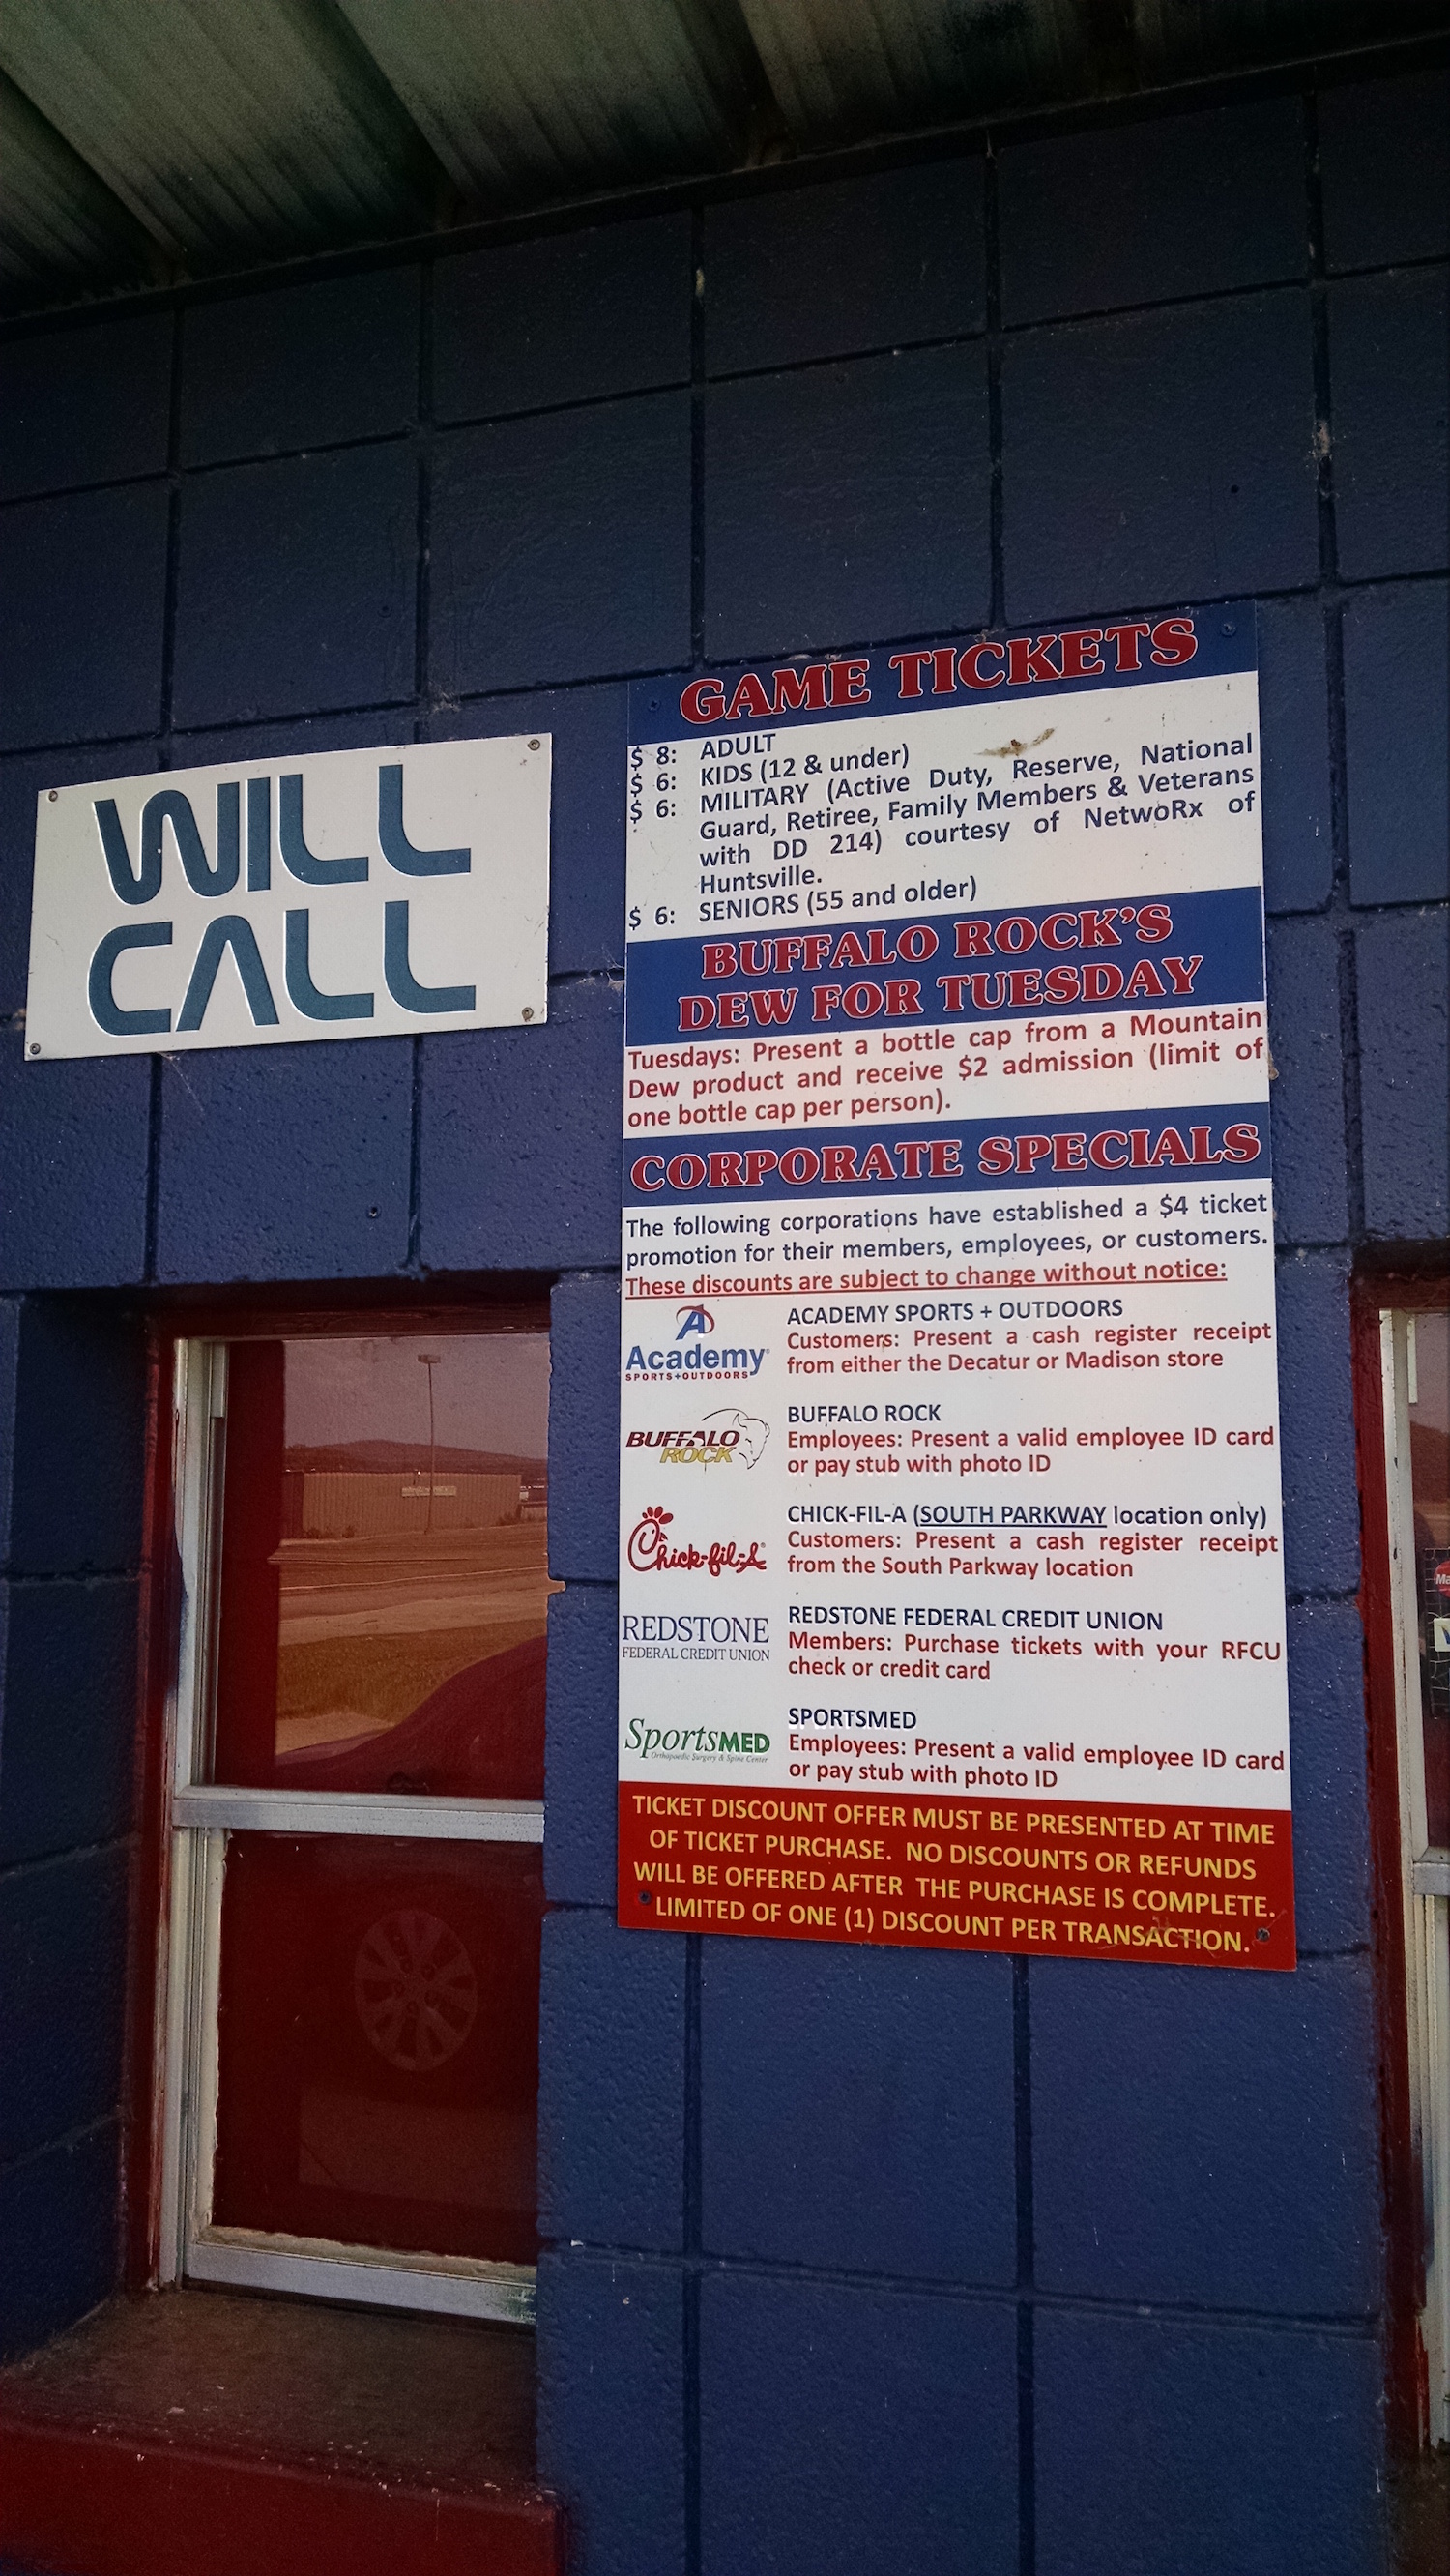 WILL
CALL
GAME TICKETS
$ 8: ADULT
$ 6: KIDS (12 & under)
$ 6: MILITARY (Active Duty, Reserve, National
Guard, Retiree, Family Members & Veterans
with DD 214) courtesy of NetwoRx of
Huntsville.
$ 6: SENIORS (55 and older)
BUFFALO ROCK'S
DEW FOR TUESDAY
Tuesdays: Present a bottle cap from a Mountain
Dew product and receive $2 admission (limit of
one bottle cap per person).
CORPORATE SPECIALS
The following corporations have established a $4 ticket
promotion for their members, employees, or customers.
These discounts are subject to change without notice:
Academy
SPORTS+OUTDOORS
ACADEMY SPORTS + OUTDOORS
Customers: Present a cash register receipt
from either the Decatur or Madison store
BUFFALO
ROCK
BUFFALO ROCK
Employees: Present a valid employee ID card
or pay stub with photo ID
Chick-fil-A
CHICK-FIL-A (SOUTH PARKWAY location only)
Customers: Present a cash register receipt
from the South Parkway location
REDSTONE
FEDERAL CREDIT UNION
REDSTONE FEDERAL CREDIT UNION
Members: Purchase tickets with your RFCU
check or credit card
SportsMED
Orthopaedic Surgery & Spine Center
SPORTSMED
Employees: Present a valid employee ID card
or pay stub with photo ID
TICKET DISCOUNT OFFER MUST BE PRESENTED AT TIME
OF TICKET PURCHASE. NO DISCOUNTS OR REFUNDS
WILL BE OFFERED AFTER THE PURCHASE IS COMPLETE.
LIMITED OF ONE (1) DISCOUNT PER TRANSACTION.